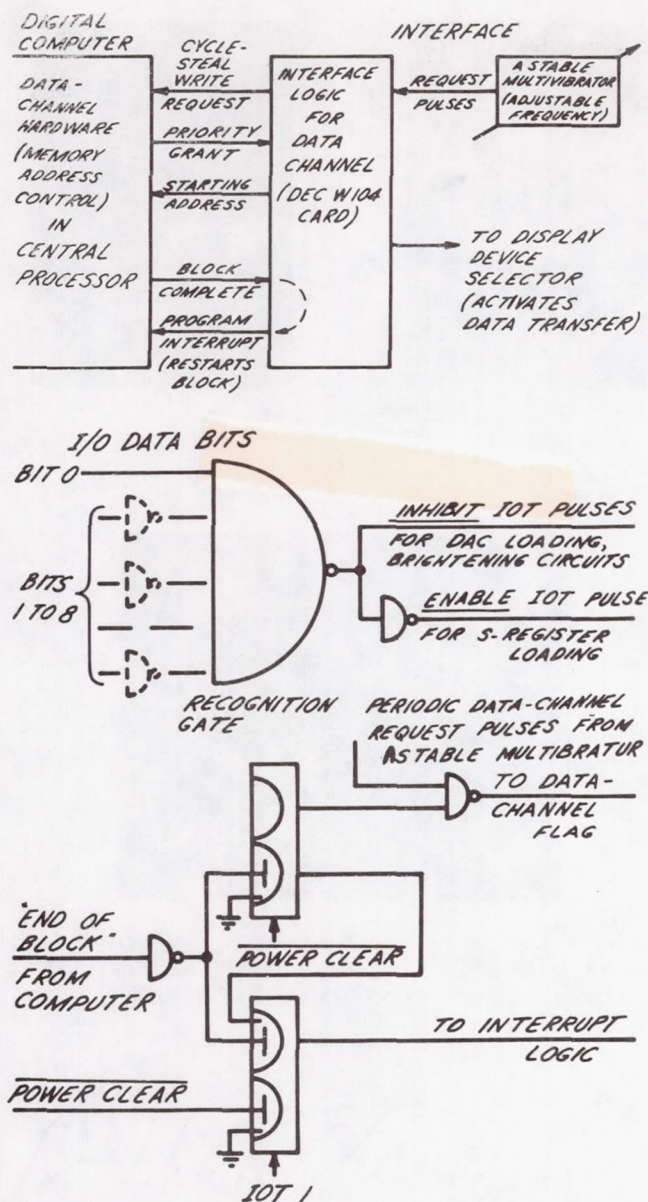 DIGITAL
COMPUTER
DATA-
CHANNEL
HARDWARE
(MEMORY
ADDRESS
CONTROL)
IN
CENTRAL
PROCESSOR
CYCLE-
STEAL
WRITE
REQUEST
PRIORITY
GRANT
STARTING
ADDRESS
BLOCK
COMPLETE
PROGRAM
INTERRUPT
(RESTARTS
BLOCK)
INTERFACE
INTERFACE
LOGIC
FOR
DATA
CHANNEL
(DEC W104
CARD)
REQUEST
PULSES
ASTABLE
MULTIVIBRATOR
(ADJUSTABLE
FREQUENCY)
TO DISPLAY
DEVICE
SELECTOR
(ACTIVATES
DATA TRANSFER)
I/O DATA BITS
BIT 0
BITS
1 TO 8
RECOGNITION
GATE
INHIBIT IOT PULSES
FOR DAC LOADING,
BRIGHTENING CIRCUITS
ENABLE IOT PULSE
FOR S-REGISTER
LOADING
PERIODIC DATA-CHANNEL
REQUEST PULSES FROM
ASTABLE MULTIBRATUR
TO DATA-
CHANNEL
FLAG
"END OF
BLOCK"
FROM
COMPUTER
POWER CLEAR
TO INTERRUPT
LOGIC
POWER CLEAR
IOT 1